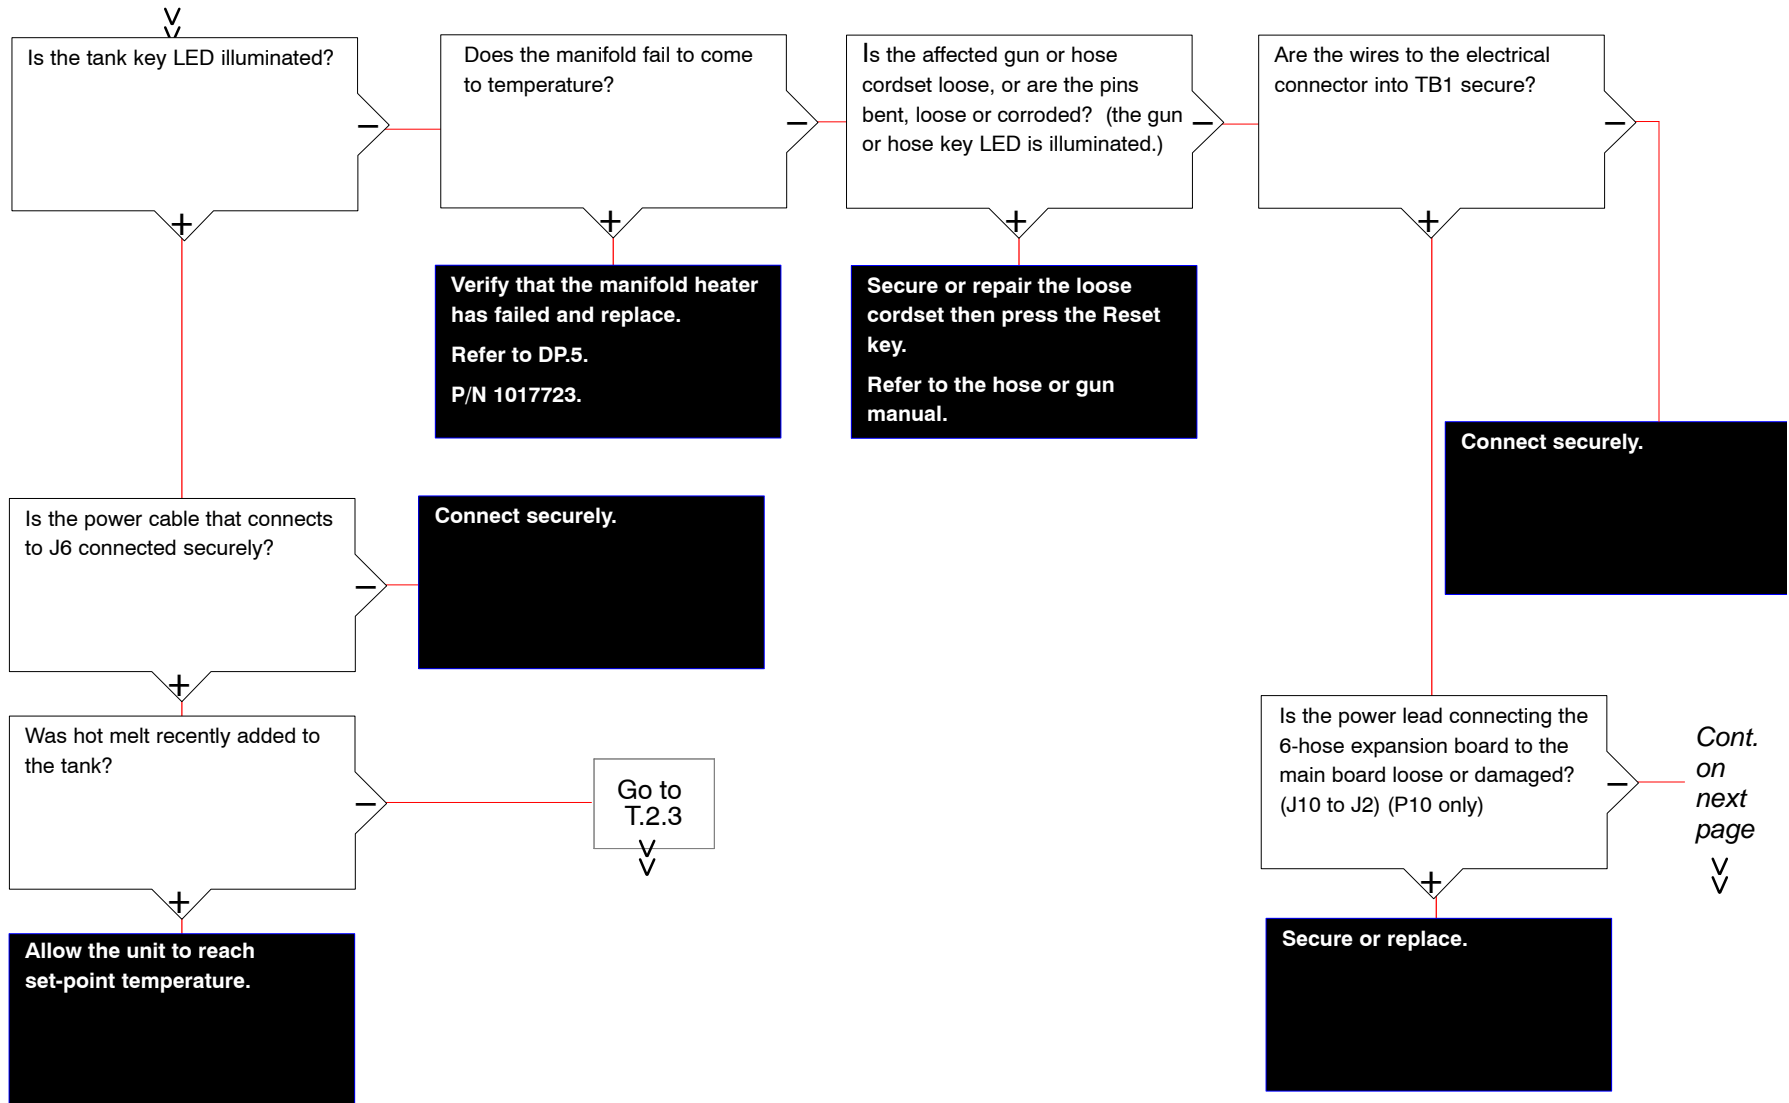 Is the tank key LED illuminated?
–
+
Does the manifold fail to come
to temperature?
–
+
Is the affected gun or hose
cordset loose, or are the pins
bent, loose or corroded? (the gun
or hose key LED is illuminated.)
–
+
Are the wires to the electrical
connector into TB1 secure?
–
+
Verify that the manifold heater
has failed and replace.
Refer to DP.5.
P/N 1017723.
Secure or repair the loose
cordset then press the Reset
key.
Refer to the hose or gun
manual.
Connect securely.
Is the power cable that connects
to J6 connected securely?
–
+
Connect securely.
Was hot melt recently added to
the tank?
–
+
Go to
T.2.3
Is the power lead connecting the
6-hose expansion board to the
main board loose or damaged?
(J10 to J2) (P10 only)
–
+
Cont.
on
next
page
Allow the unit to reach
set-point temperature.
Secure or replace.